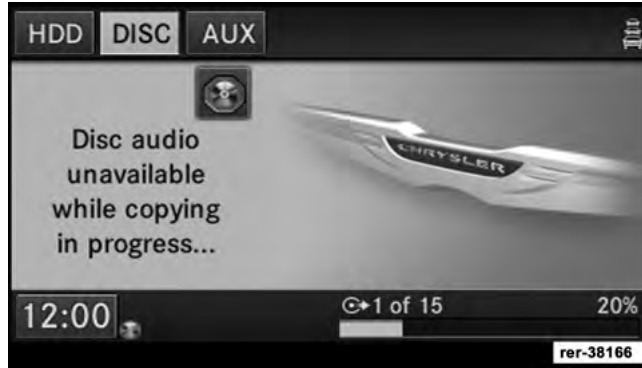 HDD DISC AUX
Disc audio
unavailable
while copying
in progress...
CHRYSLER
12:00
1 of 15 20%
rer-38166